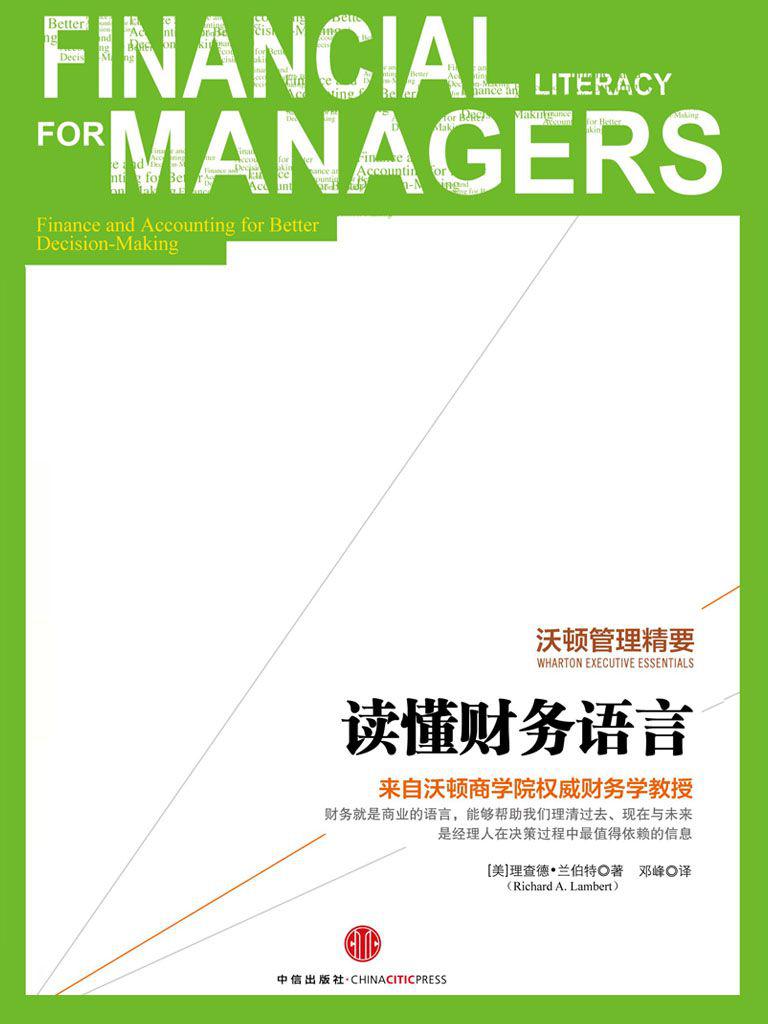 FINANCIAL
LITERACY
FOR MANAGERS
Finance and Accounting for Better
Decision-Making
沃顿管理精要
WHARTON EXECUTIVE ESSENTIALS
读懂财务语言
来自沃顿商学院权威财务学教授
财务就是商业的语言，能够帮助我们理清过去、现在与未来
是经理人在决策过程中最值得依赖的信息
[美]理查德•兰伯特◎著 邓峰◎译
（Richard A. Lambert）
中信出版社·CHINACITICPRESS